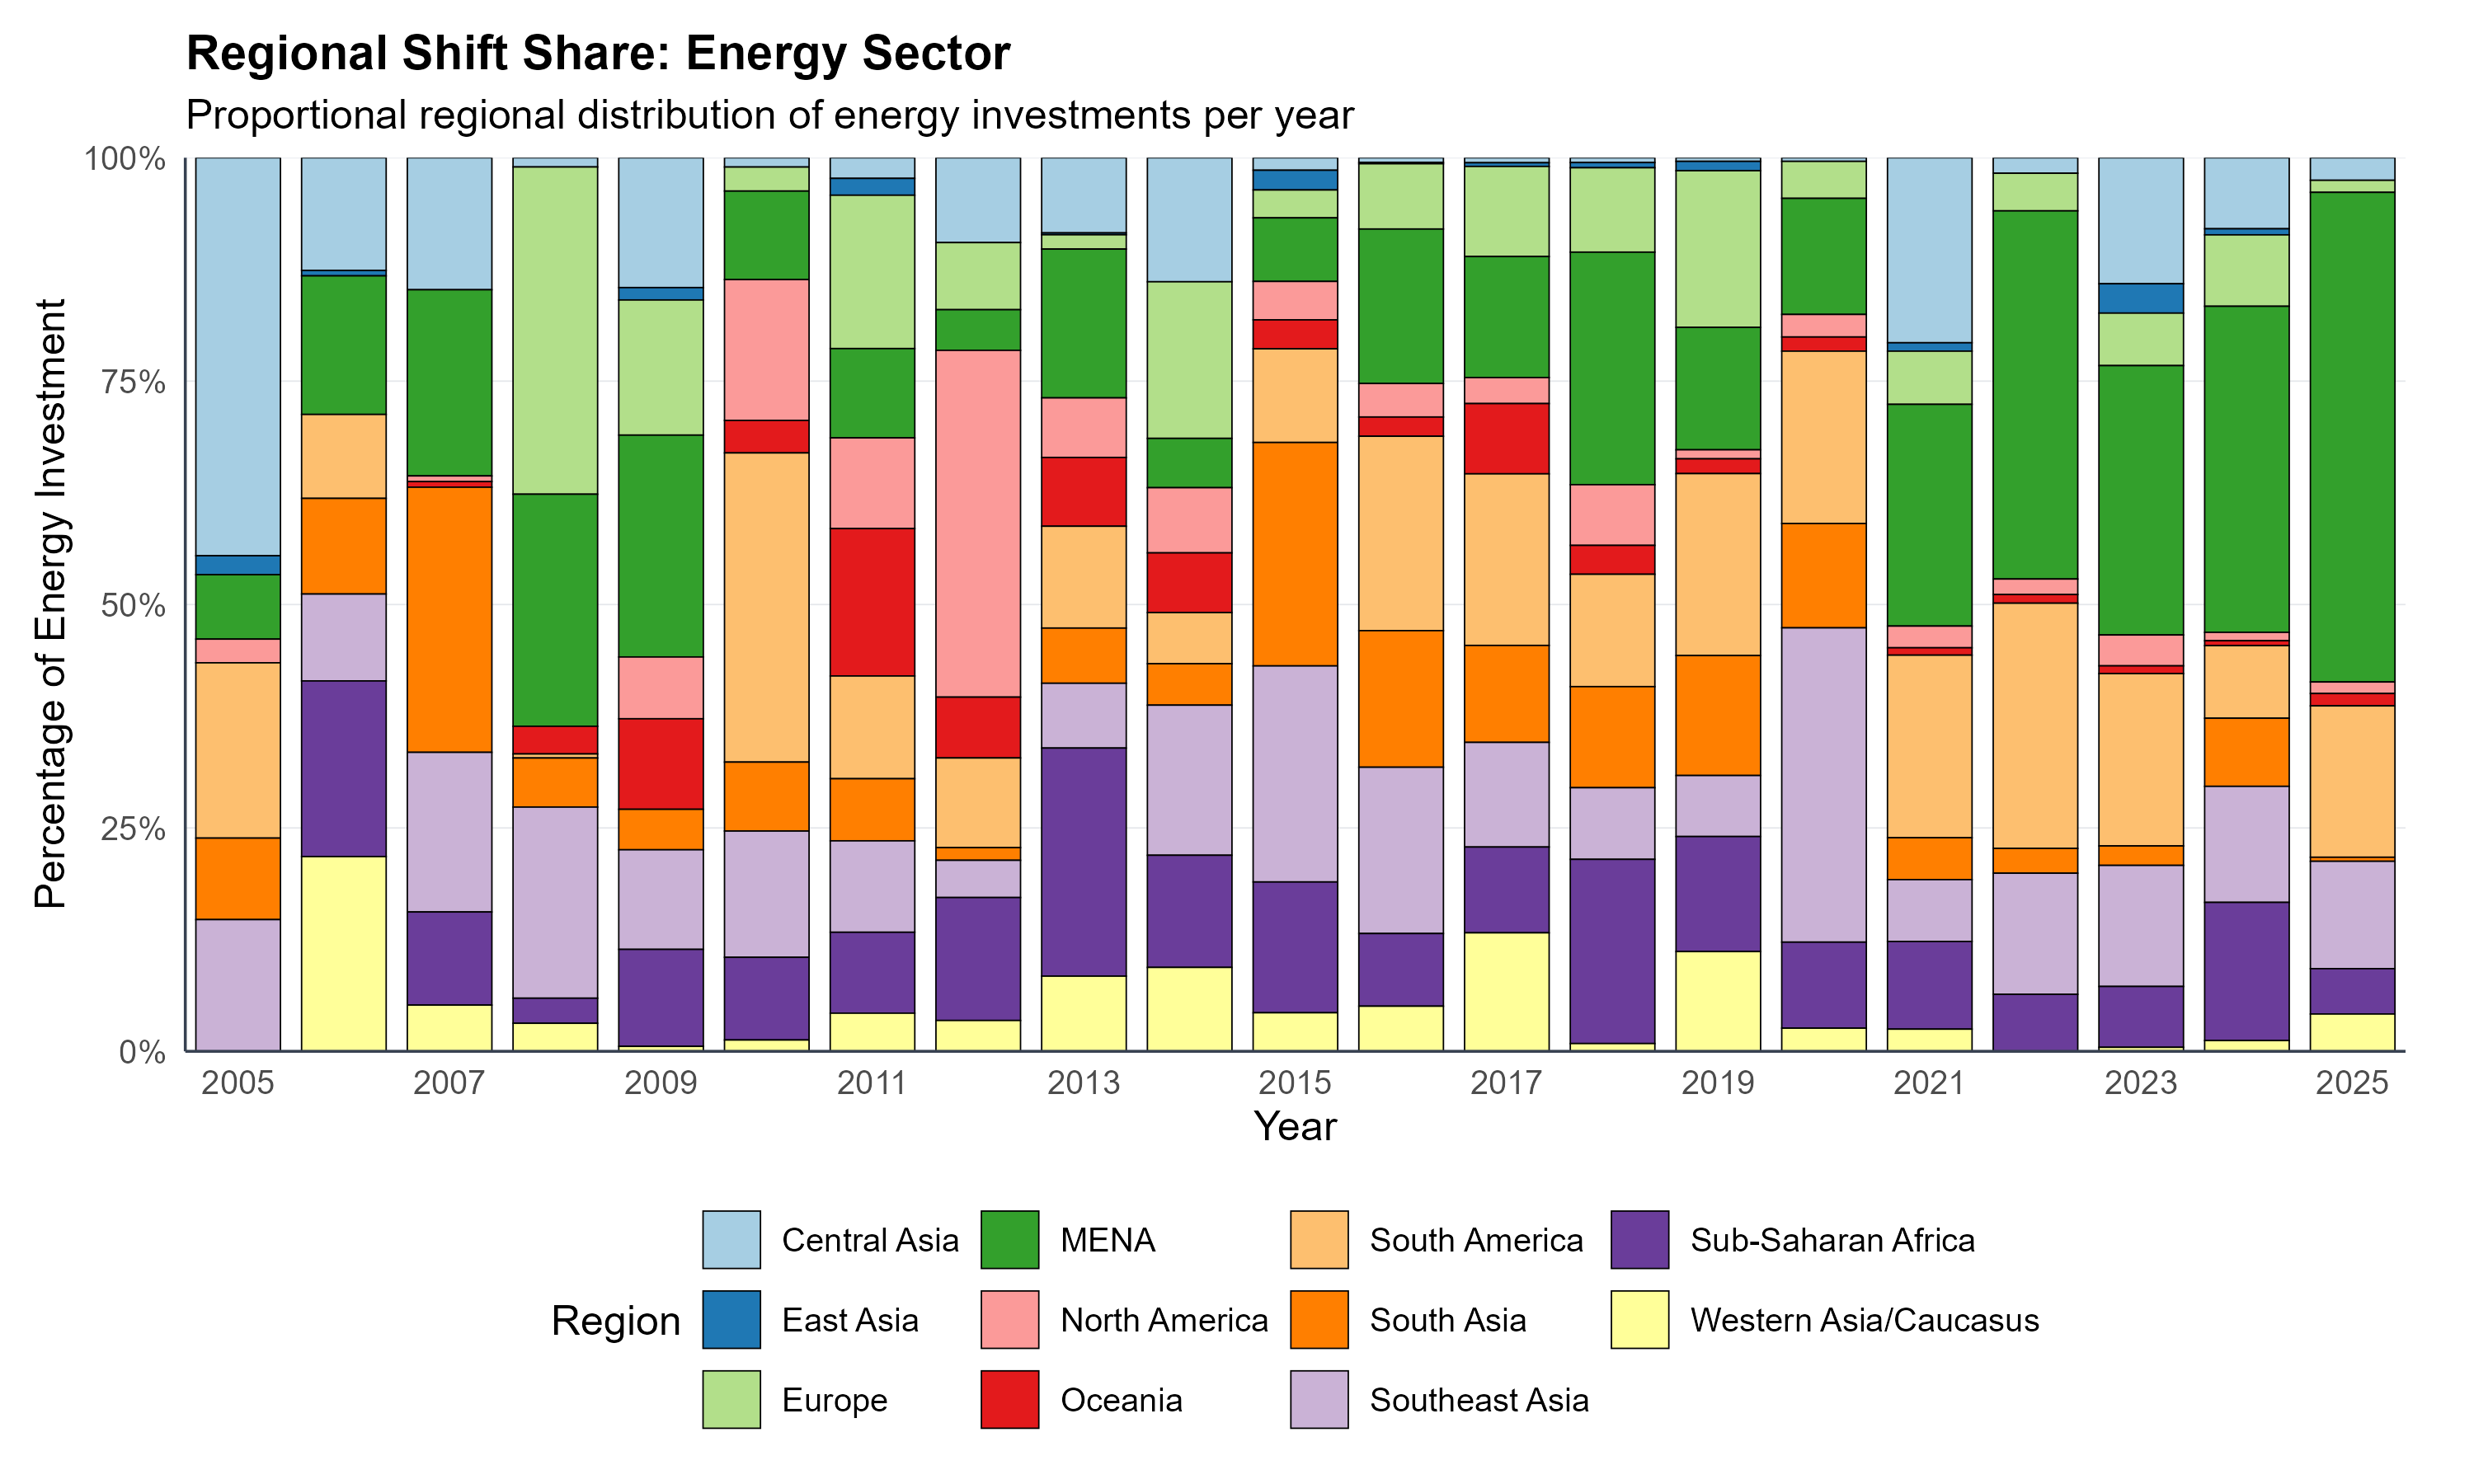 Regional Shift Share: Energy Sector
Proportional regional distribution of energy investments per year
Percentage of Energy Investment
100%
75%
50%
25%
0%
2005 2007 2009 2011 2013 2015 2017 2019 2021 2023 2025
Year
Region
Central Asia
East Asia
Europe
MENA
North America
Oceania
South America
South Asia
Southeast Asia
Sub-Saharan Africa
Western Asia/Caucasus